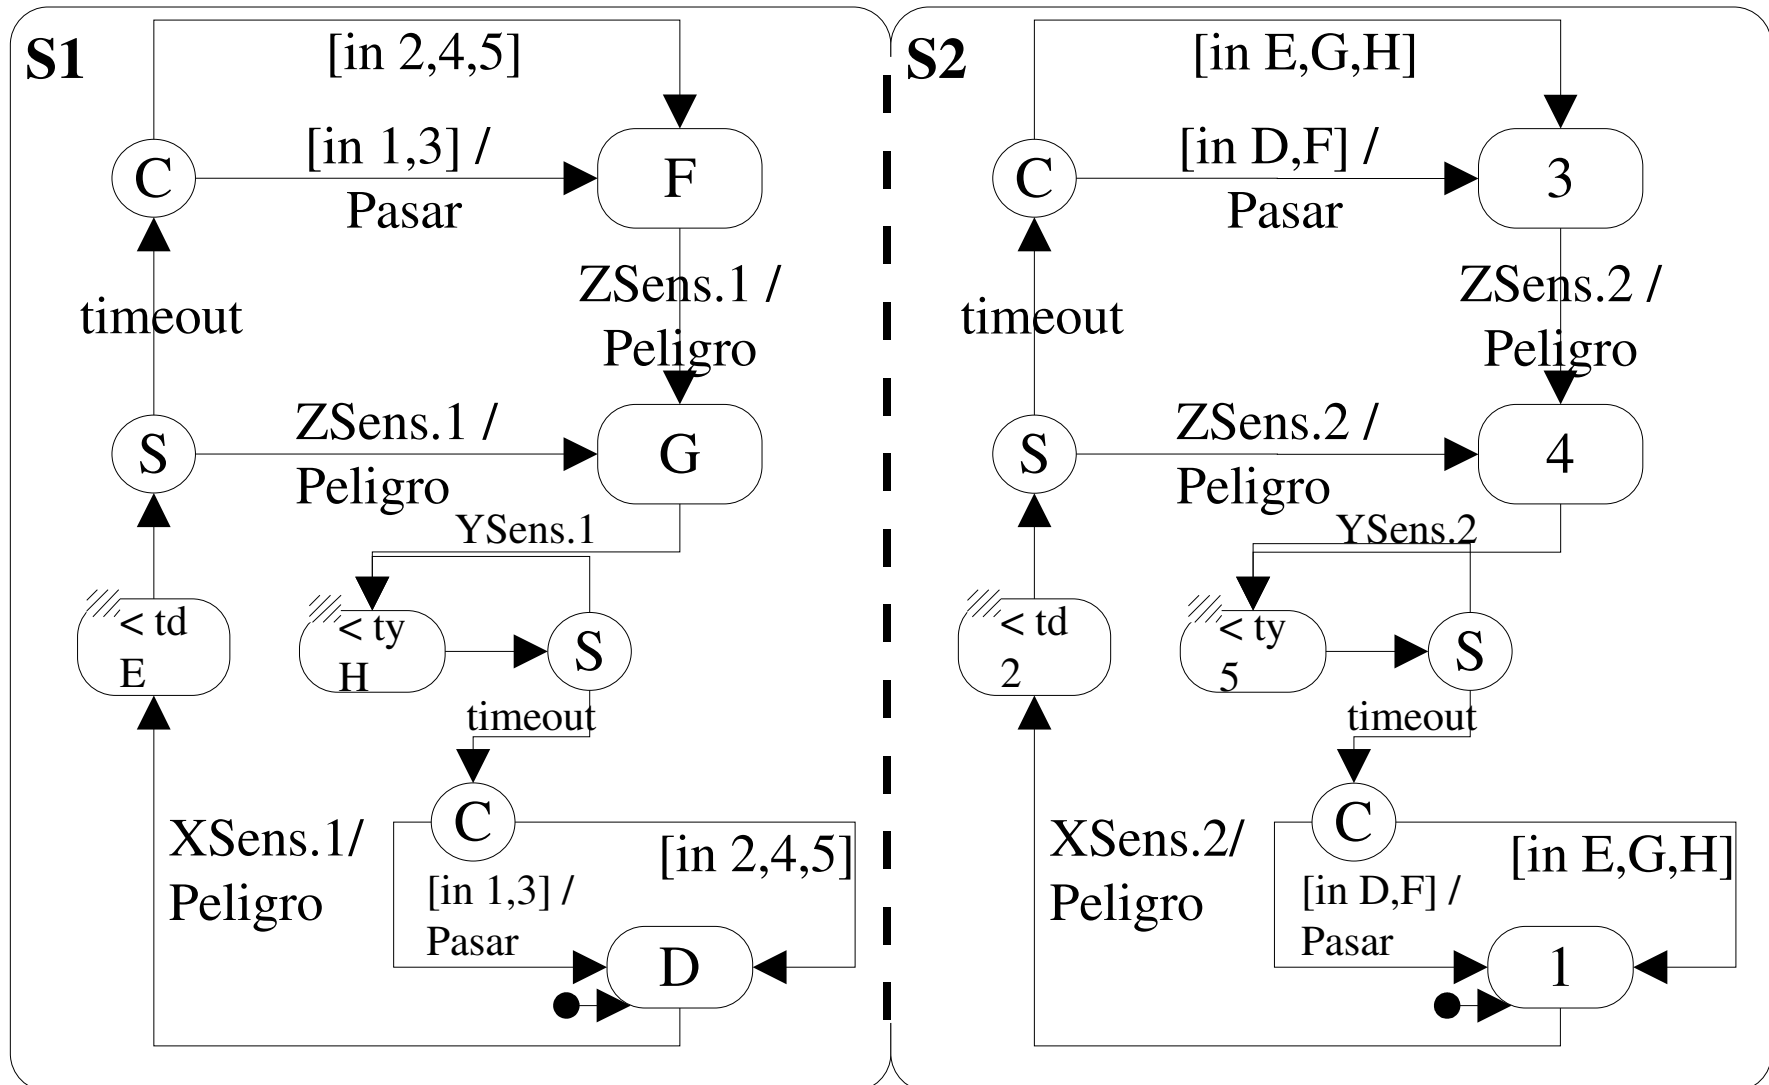 S1
[in 2,4,5]
C
[in 1,3] /
Pasar
F
timeout
ZSens.1 /
Peligro
S
ZSens.1 /
Peligro
G
YSens.1
< td
E
< ty
H
S
timeout
C
XSens.1/
Peligro
[in 2,4,5]
[in 1,3] /
Pasar
D
S2
[in E,G,H]
C
[in D,F] /
Pasar
3
timeout
ZSens.2 /
Peligro
S
ZSens.2 /
Peligro
4
YSens.2
< td
2
< ty
5
S
timeout
C
XSens.2/
Peligro
[in E,G,H]
[in D,F] /
Pasar
1